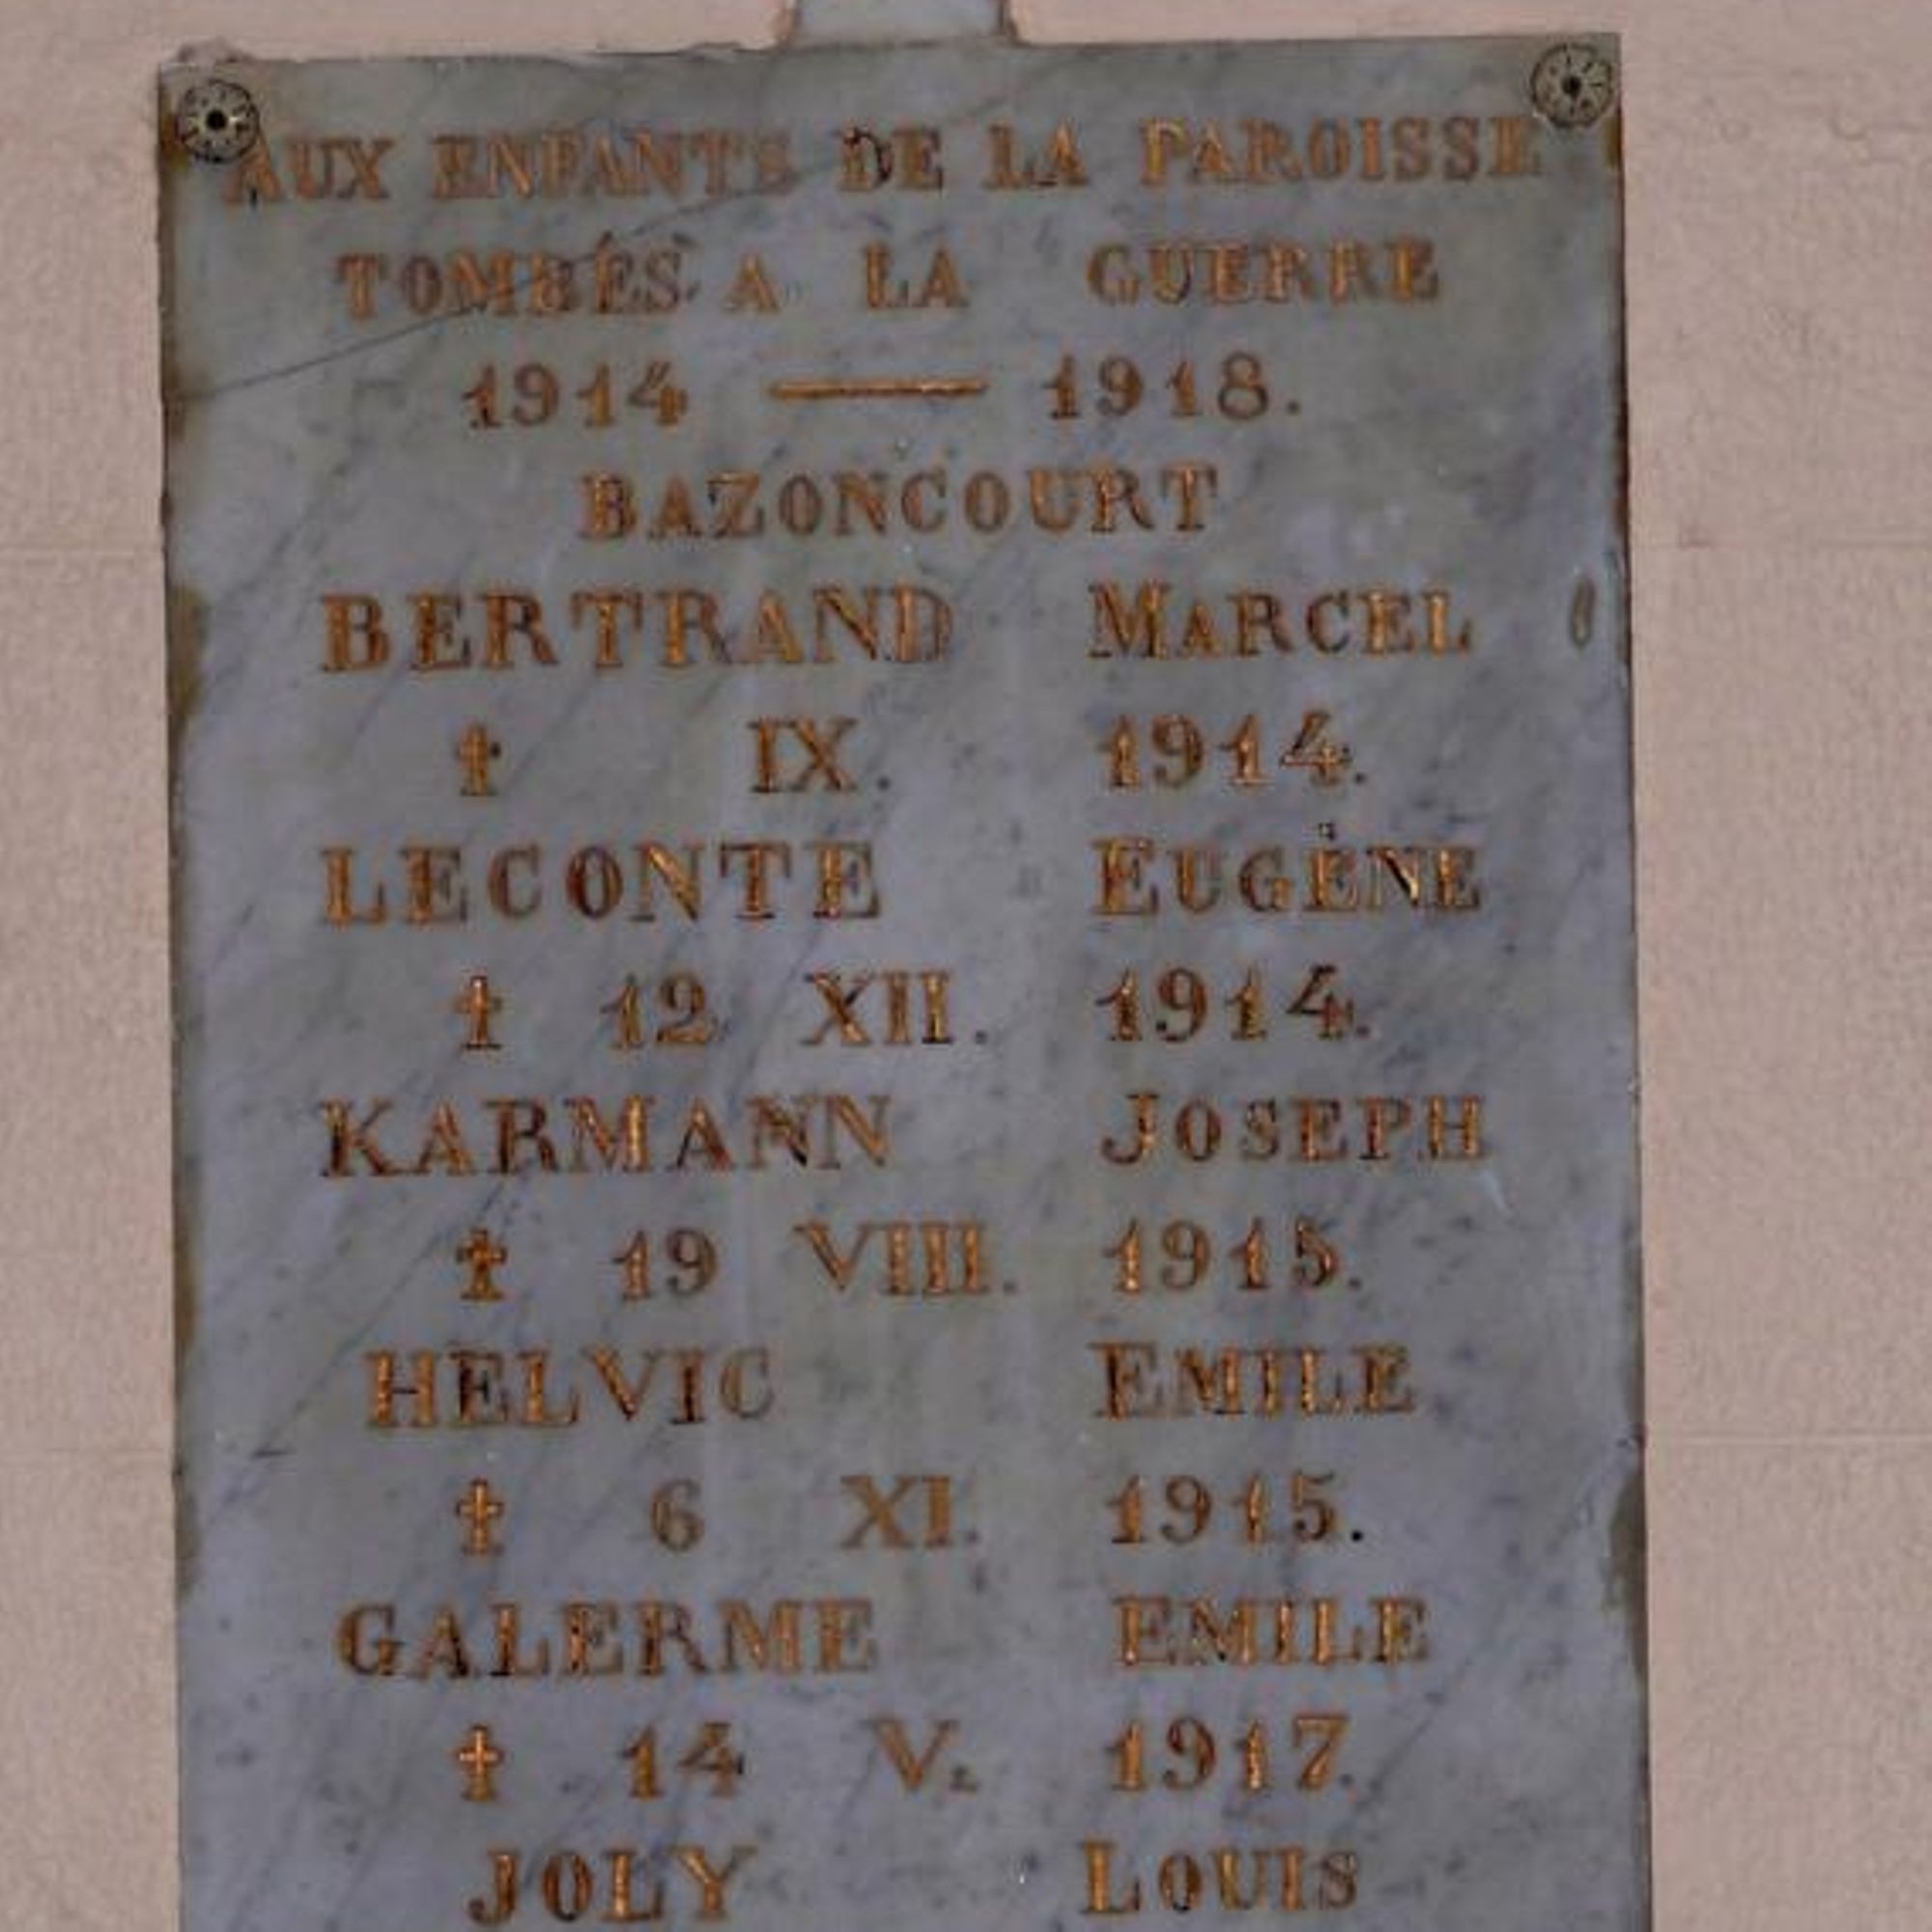 AUX ENFANTS DE LA PAROISSE
TOMBÉS A LA GUERRE
1914 — 1918.
BAZONCOURT
BERTRAND MARCEL
† IX. 1914.
LECONTE EUGÈNE
† 12 XII. 1914.
KARMANN JOSEPH
† 19 VIII. 1915.
HELVIC EMILE
† 6 XI. 1915.
GALERME EMILE
† 14 V. 1917.
JOLY LOUIS